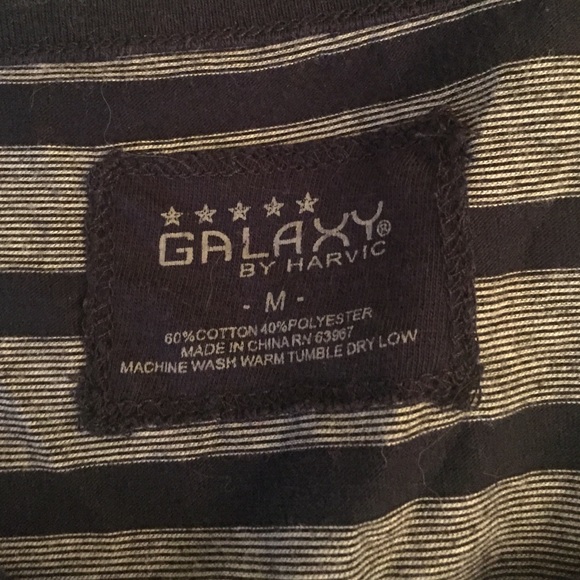 GALAXY®
BY HARVIC
- M -
60%COTTON 40%POLYESTER
MADE IN CHINA RN 63967
MACHINE WASH WARM TUMBLE DRY LOW